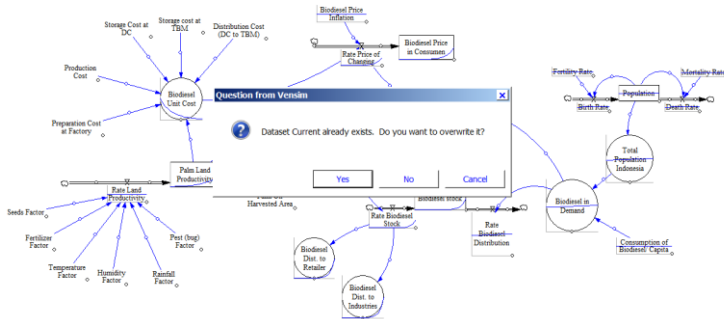 Storage Cost at
DC
Storage cost at
TBM
Distribution Cost
(DC to TBM)
Biodiesel Price
Inflation
Rate Price of
Changing
Biodiesel Price
in Consumen
Production
Cost
Biodiesel
Unit Cost
Preparation Cost
at Factory
Fertility Rate
Population
Mortality Rate
Birth Rate
Death Rate
Question from Vensim
Dataset Current already exists. Do you want to overwrite it?
Yes
No
Cancel
Total
Population
Indonesia
Palm Land
Productivity
Rate Land
Productivity
Harvested Area
Biodiesel Stock
Rate Biodiesel
Stock
Rate
Biodiesel
Distribution
Biodiesel in
Demand
Seeds Factor
Fertilizer
Factor
Temperature
Factor
Humidity
Factor
Rainfall
Factor
Pest (bug)
Factor
Biodiesel
Dist. to
Retailer
Biodiesel
Dist. to
Industries
Consumption of
Biodiesel Capita